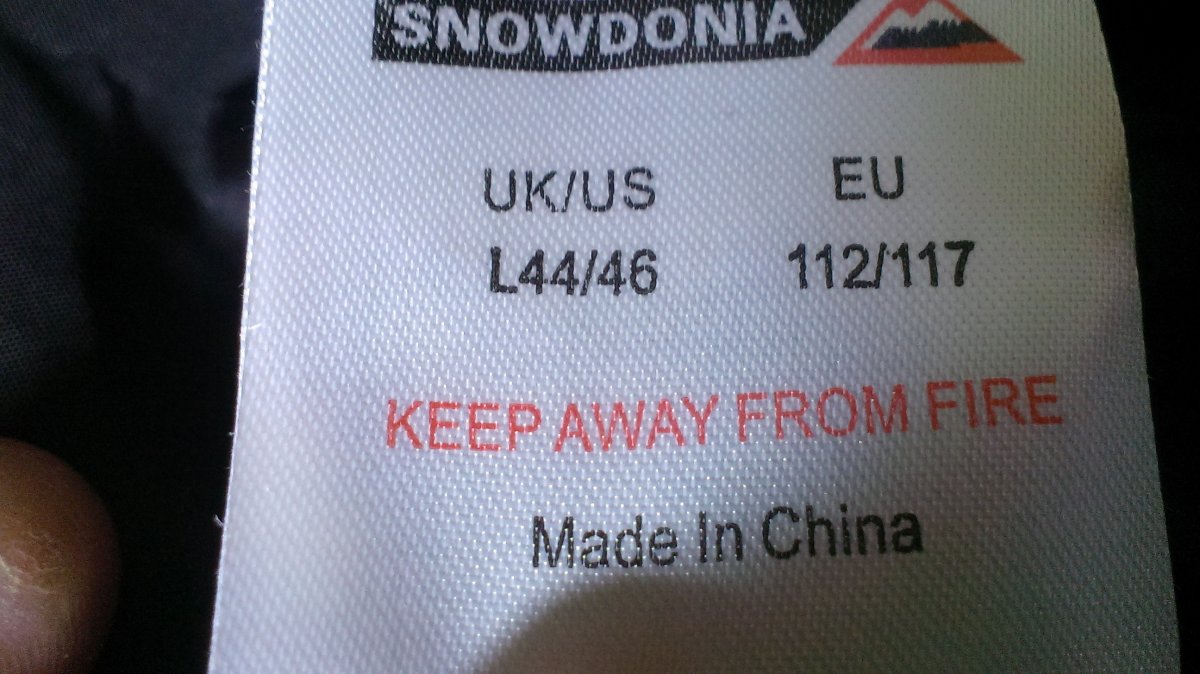 SNOWDONIA
UK/US EU
L44/46 112/117
KEEP AWAY FROM FIRE
Made In China